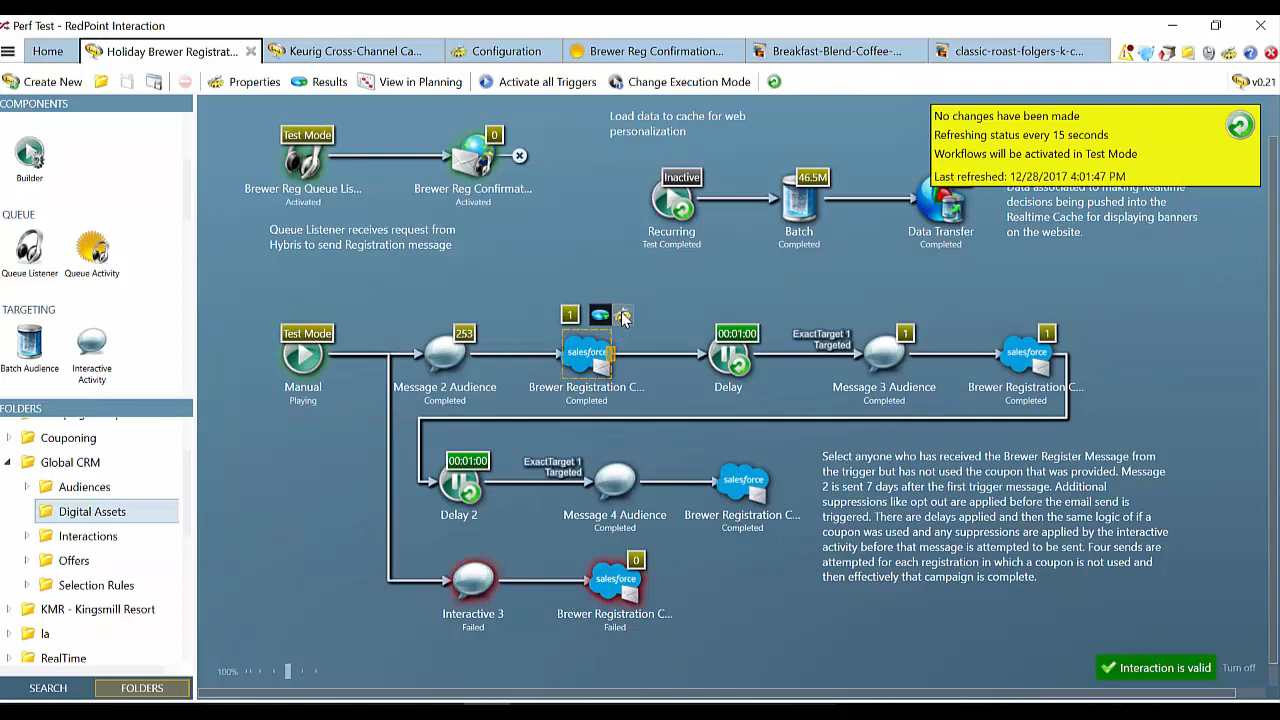 Perf Test - RedPoint Interaction
Home
Holiday Brewer Registrat...
Keurig Cross-Channel Ca...
Configuration
Brewer Reg Confirmation...
Breakfast-Blend-Coffee-...
classic-roast-folgers-k-c...
Create New
Properties
Results
View in Planning
Activate all Triggers
Change Execution Mode
v0.21
COMPONENTS
Builder
QUEUE
Queue Listener
Queue Activity
TARGETING
Batch Audience
Interactive
Activity
FOLDERS
Couponing
Global CRM
Audiences
Digital Assets
Interactions
Offers
Selection Rules
KMR - Kingsmill Resort
la
RealTime
SEARCH
FOLDERS
Test Mode
0
Brewer Reg Queue Lis...
Activated
Brewer Reg Confirmat...
Activated
Queue Listener receives request from
Hybris to send Registration message
Load data to cache for web
personalization
Inactive
46.5M
Recurring
Test Completed
Batch
Completed
Data Transfer
Completed
No changes have been made
Refreshing status every 15 seconds
Workflows will be activated in Test Mode
Last refreshed: 12/28/2017 4:01:47 PM
Data associated to making Realtime
decisions being pushed into the
Realtime Cache for displaying banners
on the website.
Test Mode
Manual
Playing
253
Message 2 Audience
Completed
1
salesforce
Brewer Registration C...
Completed
00:01:00
Delay
ExactTarget 1
Targeted
1
Message 3 Audience
Completed
1
salesforce
Brewer Registration C...
Completed
00:01:00
Delay 2
ExactTarget 1
Targeted
Message 4 Audience
Completed
salesforce
Brewer Registration C...
Completed
Select anyone who has received the Brewer Register Message from
the trigger but has not used the coupon that was provided. Message
2 is sent 7 days after the first trigger message. Additional
suppressions like opt out are applied before the email send is
triggered. There are delays applied and then the same logic of if a
coupon was used and any suppressions are applied by the interactive
activity before that message is attempted to be sent. Four sends are
attempted for each registration in which a coupon is not used and
then effectively that campaign is complete.
Interactive 3
Failed
0
salesforce
Brewer Registration C...
Failed
100%
Interaction is valid
Turn off